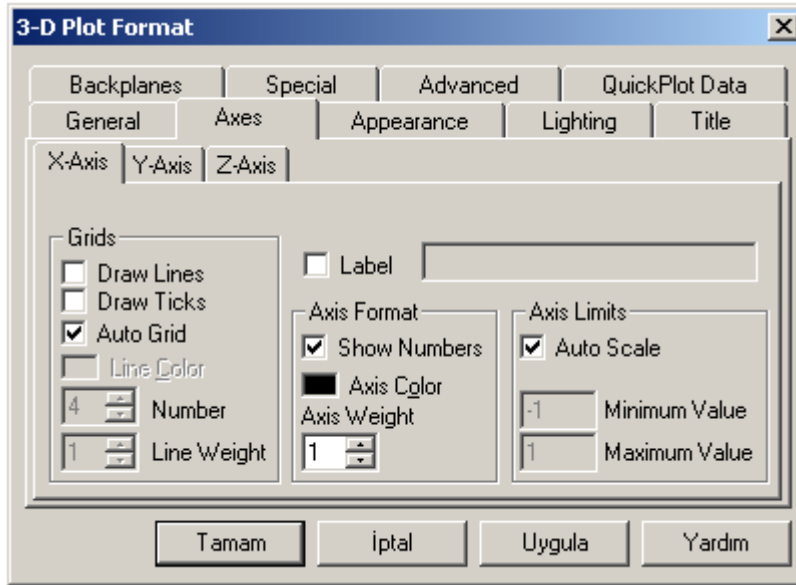 3-D Plot Format
Backplanes Special Advanced QuickPlot Data
General Axes Appearance Lighting Title
X-Axis Y-Axis Z-Axis
Grids
Draw Lines
Draw Ticks
Auto Grid
Line Color
4 Number
1 Line Weight
Label
Axis Format
Show Numbers
Axis Color
Axis Weight
1
Axis Limits
Auto Scale
-1 Minimum Value
1 Maximum Value
Tamam İptal Uygula Yardım